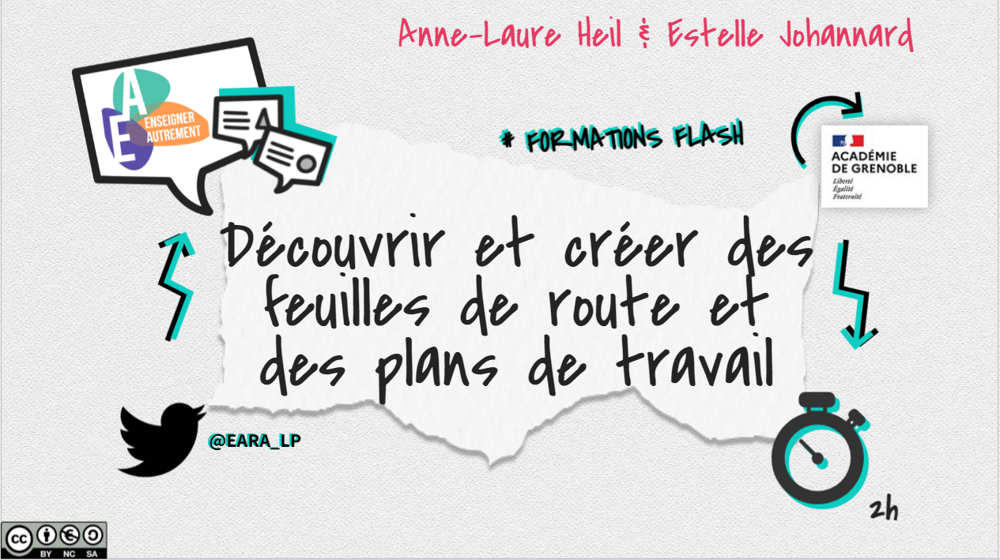 Anne-Laure Heil & Estelle Johannard
A
E
ENSEIGNER
AUTREMENT
* FORMATIONS FLASH
ACADÉMIE
DE GRENOBLE
Liberté
Égalité
Fraternité
Découvrir et créer des
feuilles de route et
des plans de travail
@EARA_LP
2h
cc
BY NC SA